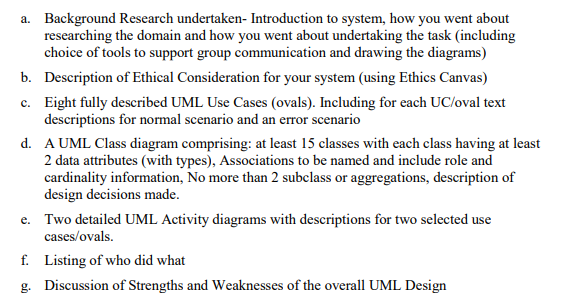 a. Background Research undertaken- Introduction to system, how you went about
researching the domain and how you went about undertaking the task (including
choice of tools to support group communication and drawing the diagrams)
b. Description of Ethical Consideration for your system (using Ethics Canvas)
c. Eight fully described UML Use Cases (ovals). Including for each UC/oval text
descriptions for normal scenario and an error scenario
d. A UML Class diagram comprising: at least 15 classes with each class having at least
2 data attributes (with types), Associations to be named and include role and
cardinality information, No more than 2 subclass or aggregations, description of
design decisions made.
e. Two detailed UML Activity diagrams with descriptions for two selected use
cases/ovals.
f. Listing of who did what
g. Discussion of Strengths and Weaknesses of the overall UML Design